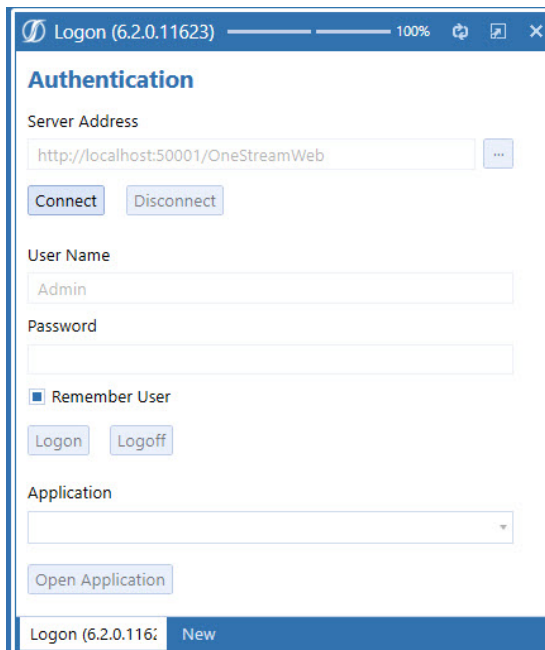 Logon (6.2.0.11623) 100%
Authentication
Server Address
http://localhost:50001/OneStreamWeb ...
Connect Disconnect
User Name
Admin
Password
Remember User
Logon Logoff
Application
Open Application
Logon (6.2.0.1162 New